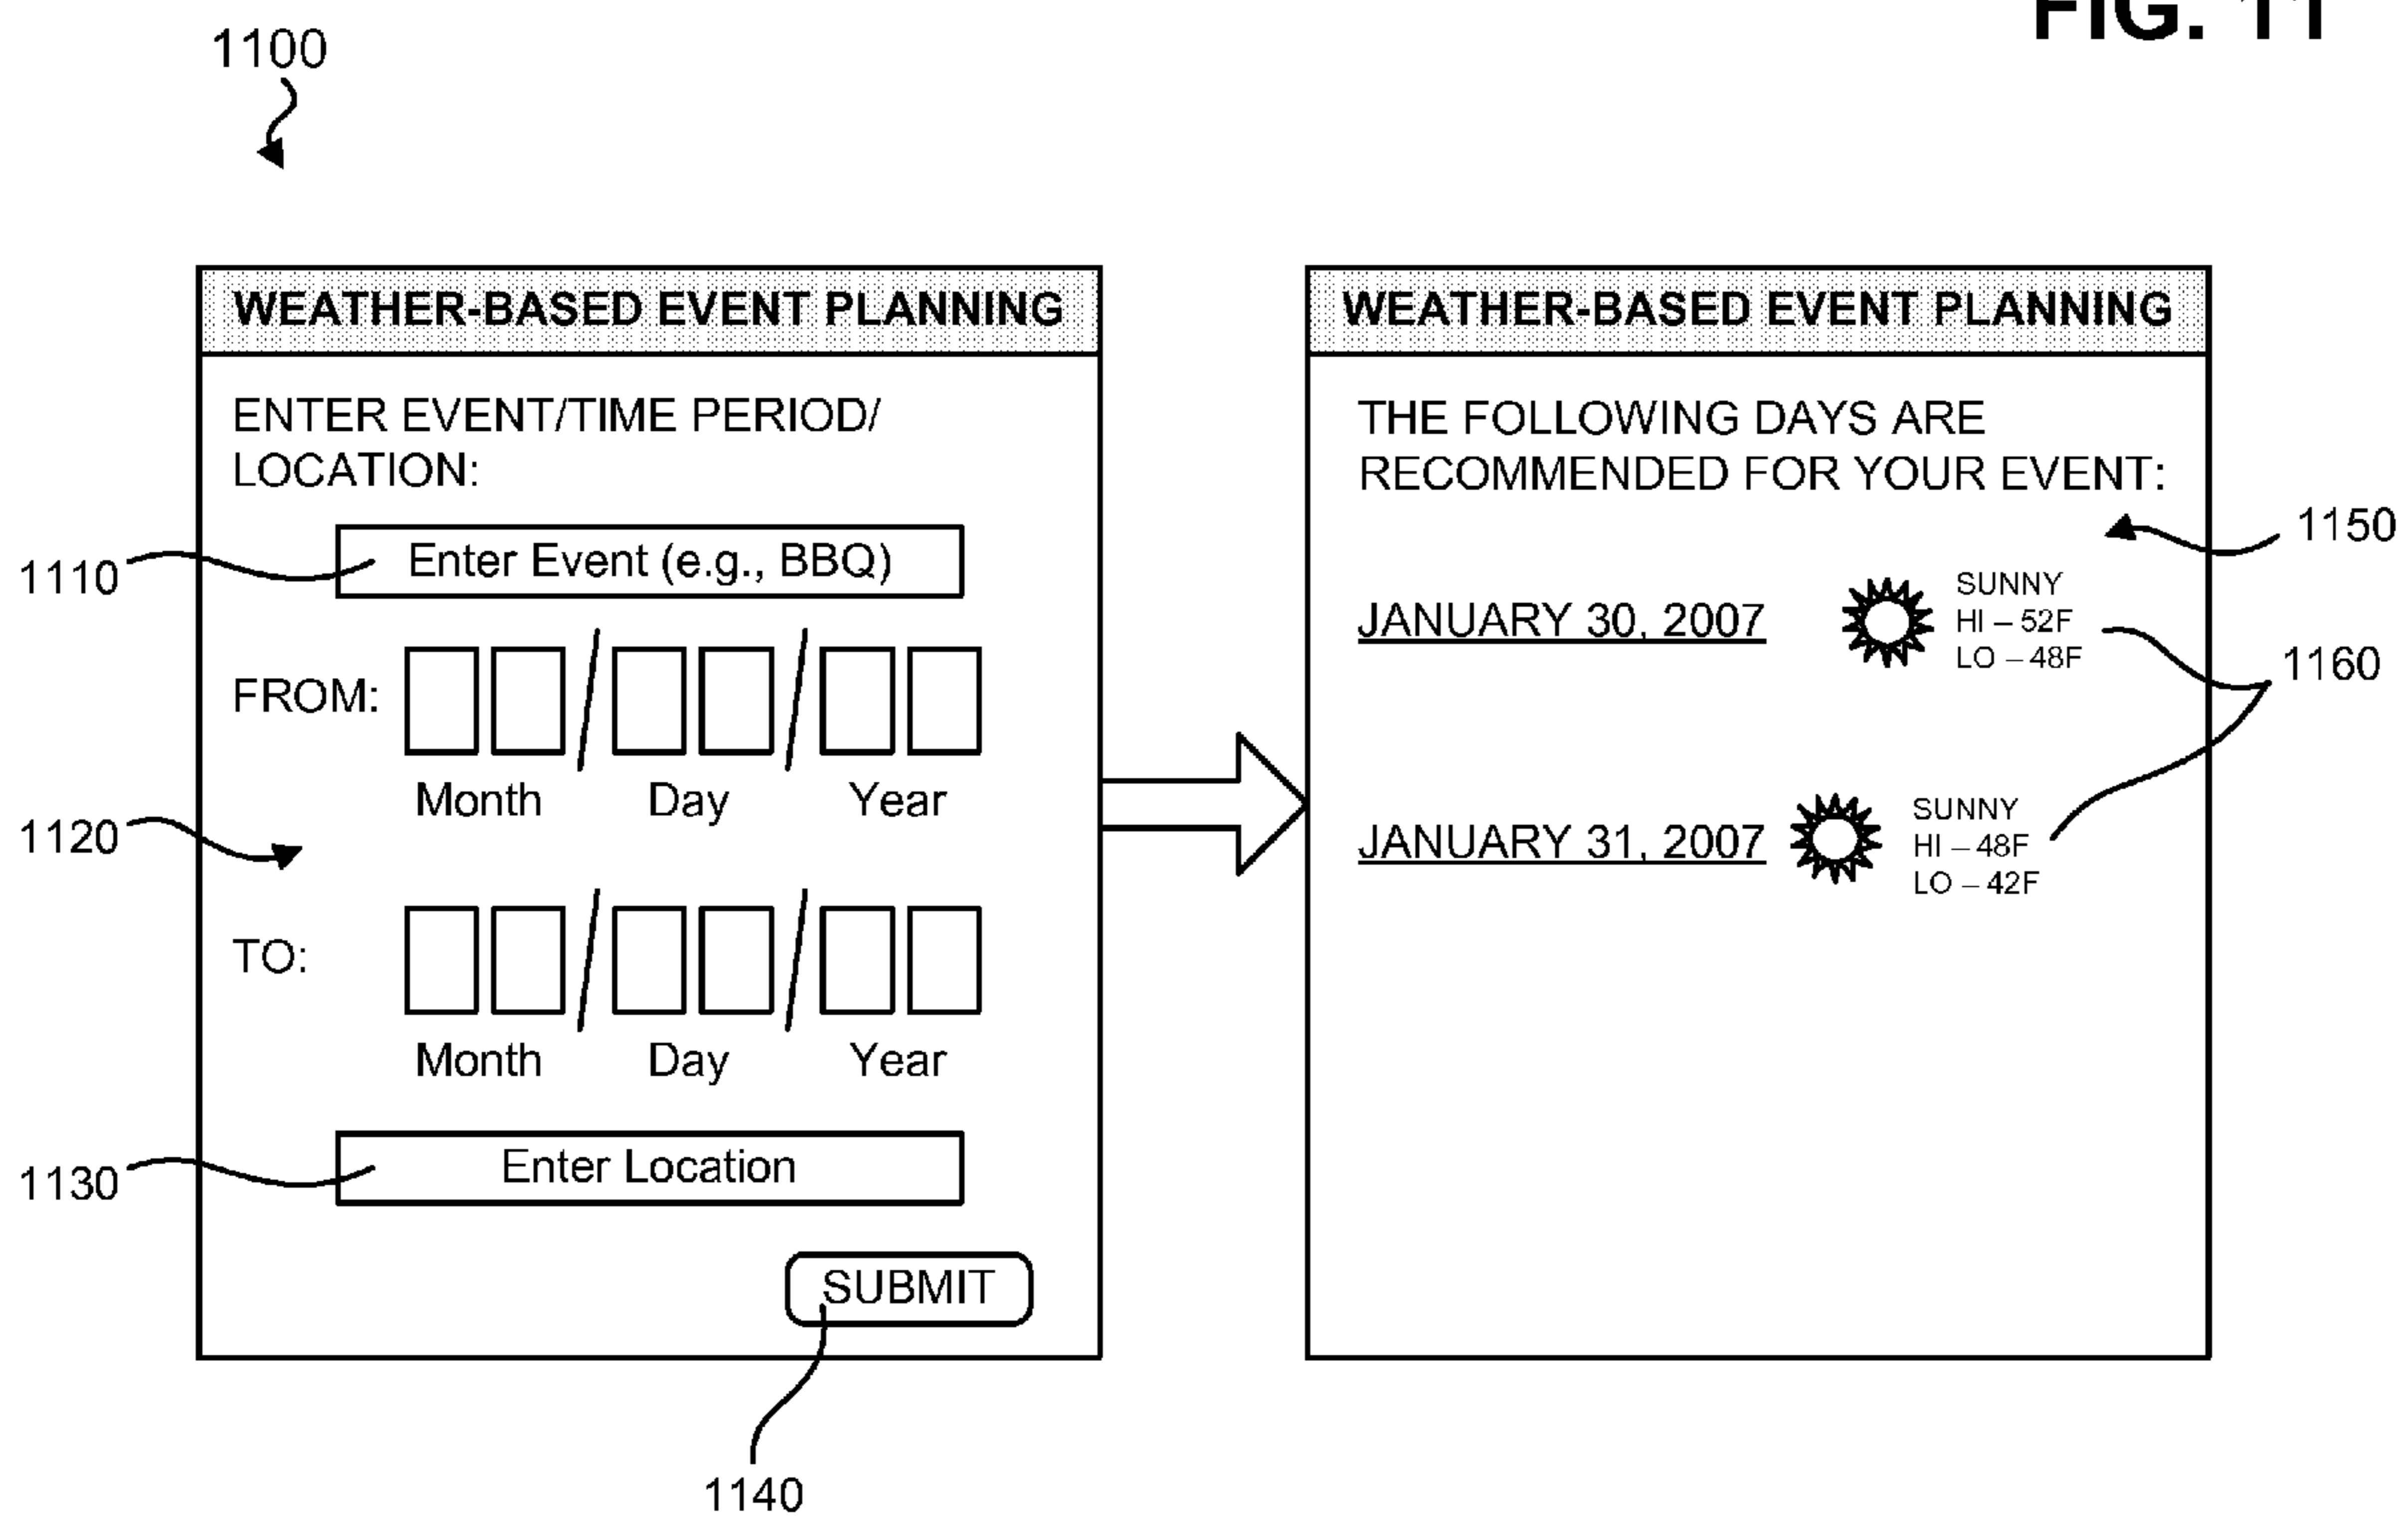 FIG. 11
1100
WEATHER-BASED EVENT PLANNING
ENTER EVENT/TIME PERIOD/
LOCATION:
1110
Enter Event (e.g., BBQ)
FROM:
/ /
Month Day Year
1120
TO:
/ /
Month Day Year
1130
Enter Location
SUBMIT
1140
WEATHER-BASED EVENT PLANNING
THE FOLLOWING DAYS ARE
RECOMMENDED FOR YOUR EVENT:
1150
JANUARY 30, 2007
SUNNY
HI – 52F
LO – 48F
1160
JANUARY 31, 2007
SUNNY
HI – 48F
LO – 42F